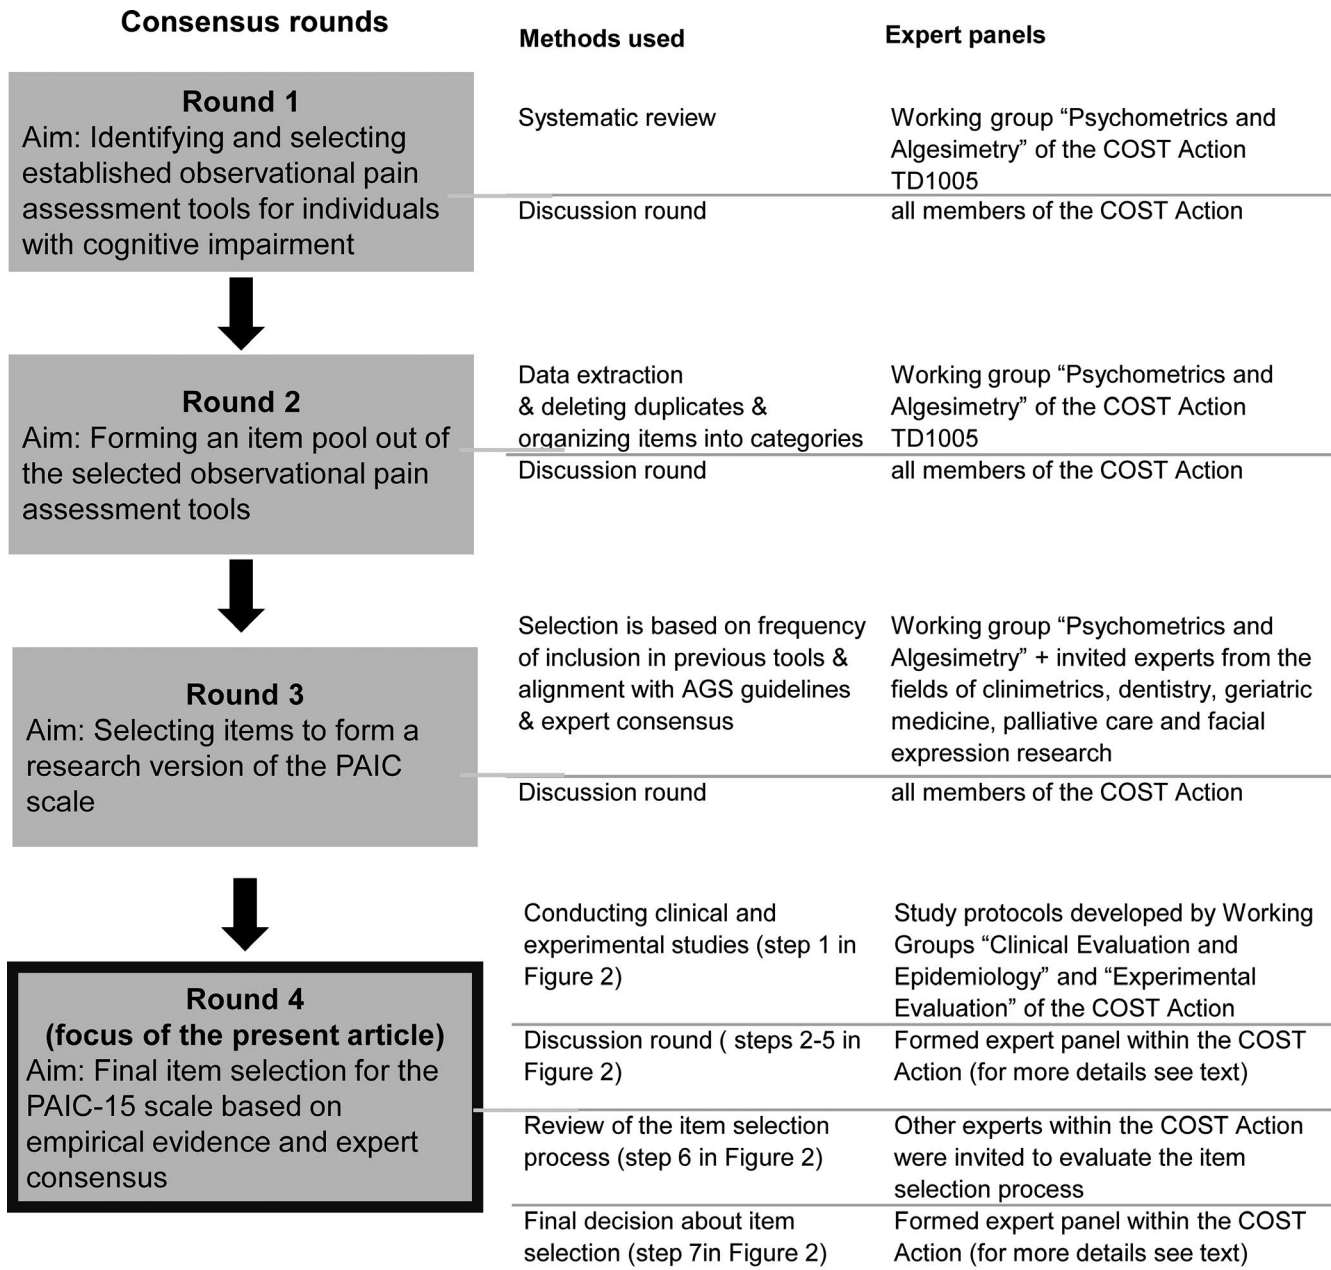 Consensus rounds
Methods used
Expert panels
Round 1
Aim: Identifying and selecting
established observational pain
assessment tools for individuals
with cognitive impairment
Systematic review
Working group “Psychometrics and
Algesimetry” of the COST Action
TD1005
Discussion round
all members of the COST Action
Round 2
Aim: Forming an item pool out of
the selected observational pain
assessment tools
Data extraction
& deleting duplicates &
organizing items into categories
Working group “Psychometrics and
Algesimetry” of the COST Action
TD1005
Discussion round
all members of the COST Action
Round 3
Aim: Selecting items to form a
research version of the PAIC
scale
Selection is based on frequency
of inclusion in previous tools &
alignment with AGS guidelines
& expert consensus
Working group “Psychometrics and
Algesimetry” + invited experts from the
fields of clinimetrics, dentistry, geriatric
medicine, palliative care and facial
expression research
Discussion round
all members of the COST Action
Round 4
(focus of the present article)
Aim: Final item selection for the
PAIC-15 scale based on
empirical evidence and expert
consensus
Conducting clinical and
experimental studies (step 1 in
Figure 2)
Study protocols developed by Working
Groups “Clinical Evaluation and
Epidemiology” and “Experimental
Evaluation” of the COST Action
Discussion round ( steps 2-5 in
Figure 2)
Formed expert panel within the COST
Action (for more details see text)
Review of the item selection
process (step 6 in Figure 2)
Other experts within the COST Action
were invited to evaluate the item
selection process
Final decision about item
selection (step 7in Figure 2)
Formed expert panel within the COST
Action (for more details see text)